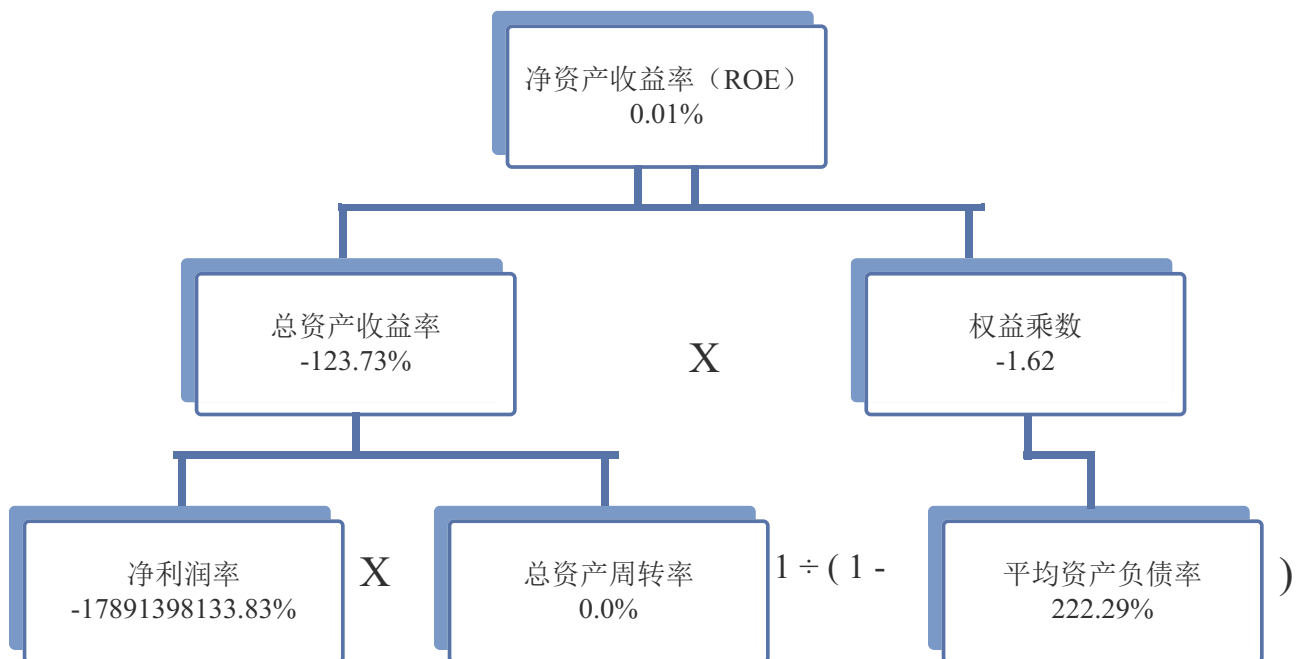 净资产收益率（ROE）
0.01%
总资产收益率
-123.73%
X
权益乘数
-1.62
净利润率
-17891398133.83%
X
总资产周转率
0.0%
1 ÷ ( 1 -
平均资产负债率
222.29%
)